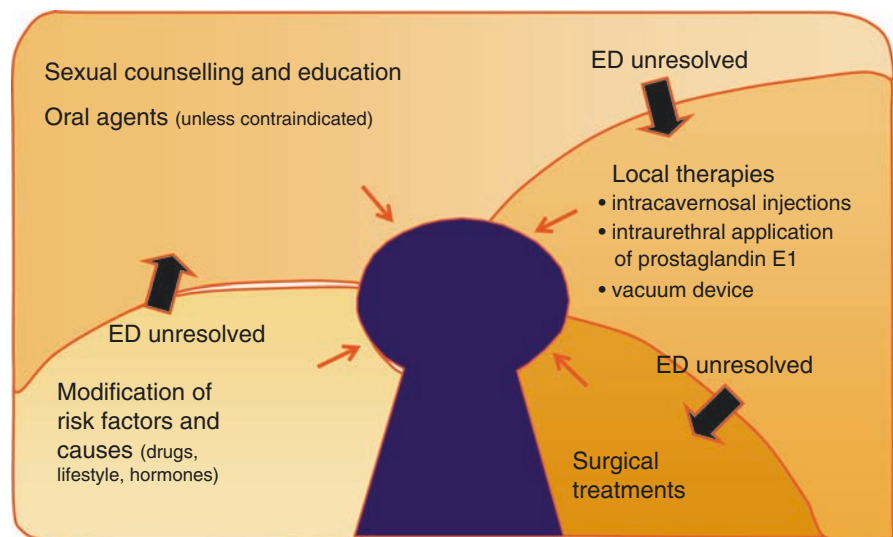 Sexual counselling and education
Oral agents (unless contraindicated)
ED unresolved
Local therapies
• intracavernosal injections
• intraurethral application
of prostaglandin E1
• vacuum device
ED unresolved
Modification of
risk factors and
causes (drugs,
lifestyle, hormones)
ED unresolved
Surgical
treatments